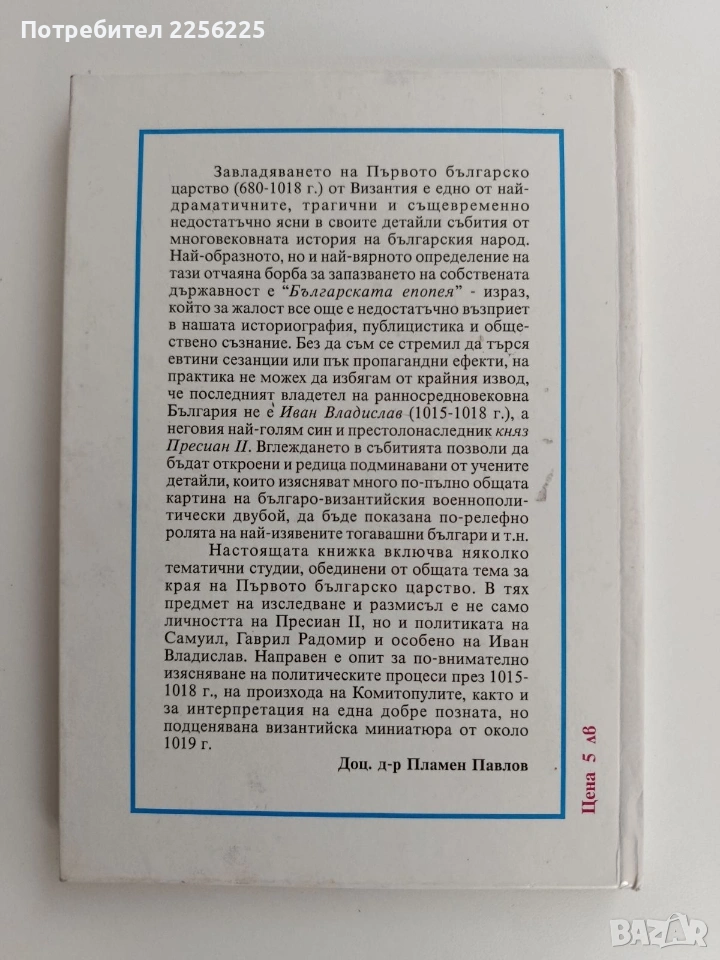 Потребител 2256225
Завладяването на Първото българско
царство (680-1018 г.) от Византия е едно от най-
драматичните, трагични и същевременно
недостатъчно ясни в своите детайли събития от
многовековната история на българския народ.
Най-образното, но и най-вярното определение на
тази отчаяна борба за запазването на собствената
държавност е “Българската епопея” - израз,
който за жалост все още е недостатъчно възприет
в нашата историография, публицистика и обще-
ствено съзнание. Без да съм се стремил да търся
евтини сезанции или пък пропагандни ефекти, на
практика не можех да избягам от крайния извод,
че последният владетел на ранносредновековна
България не е Иван Владислав (1015-1018 г.), а
неговия най-голям син и престолонаследник княз
Пресиан II. Вглеждането в събитията позволи да
бъдат откроени и редица подминавани от учените
детайли, които изясняват много по-пълно общата
картина на българо-византийския военнополи-
тически двубой, да бъде показана по-релефно
ролята на най-изявените тогавашни българи и т.н.
Настоящата книжка включва няколко
тематични студии, обединени от общата тема за
края на Първото българско царство. В тях
предмет на изследване и размисъл е не само
личността на Пресиан II, но и политиката на
Самуил, Гаврил Радомир и особено на Иван
Владислав. Направен е опит за по-внимателно
изясняване на политическите процеси през 1015-
1018 г., на произхода на Комитопулите, както и
за интерпретация на една добре позната, но
подценявана византийска миниатюра от около
1019 г.
Доц. д-р Пламен Павлов
Цена 5 лв
BAZAR